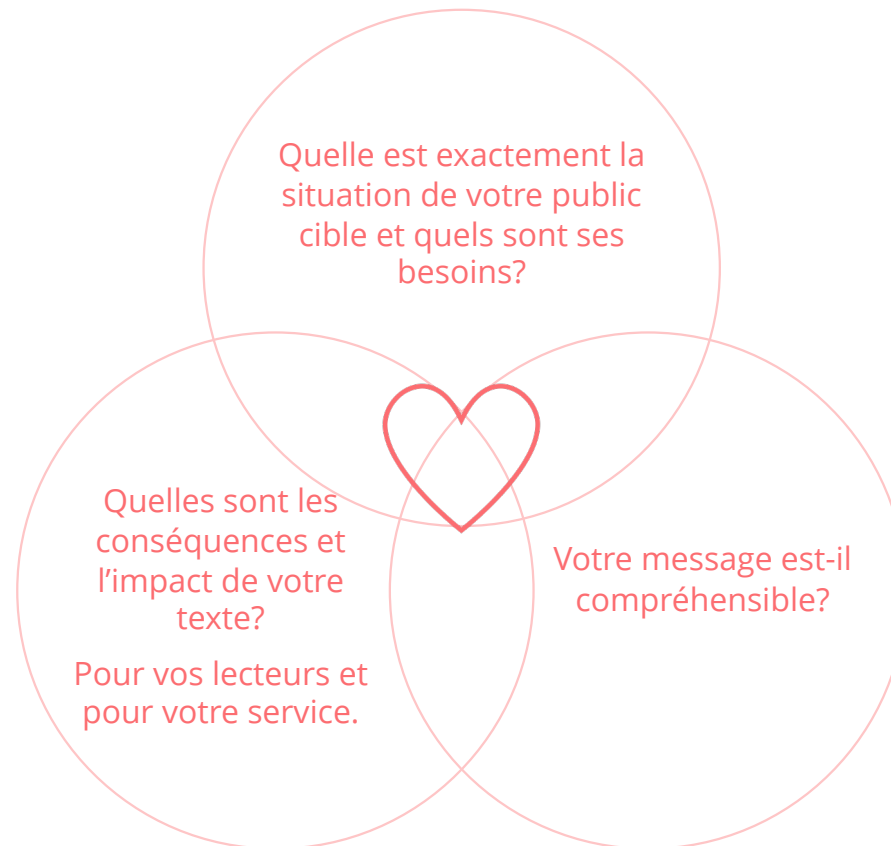 Quelle est exactement la
situation de votre public
cible et quels sont ses
besoins?
Quelles sont les
conséquences et
l'impact de votre
texte?
Pour vos lecteurs et
pour votre service.
Votre message est-il
compréhensible?